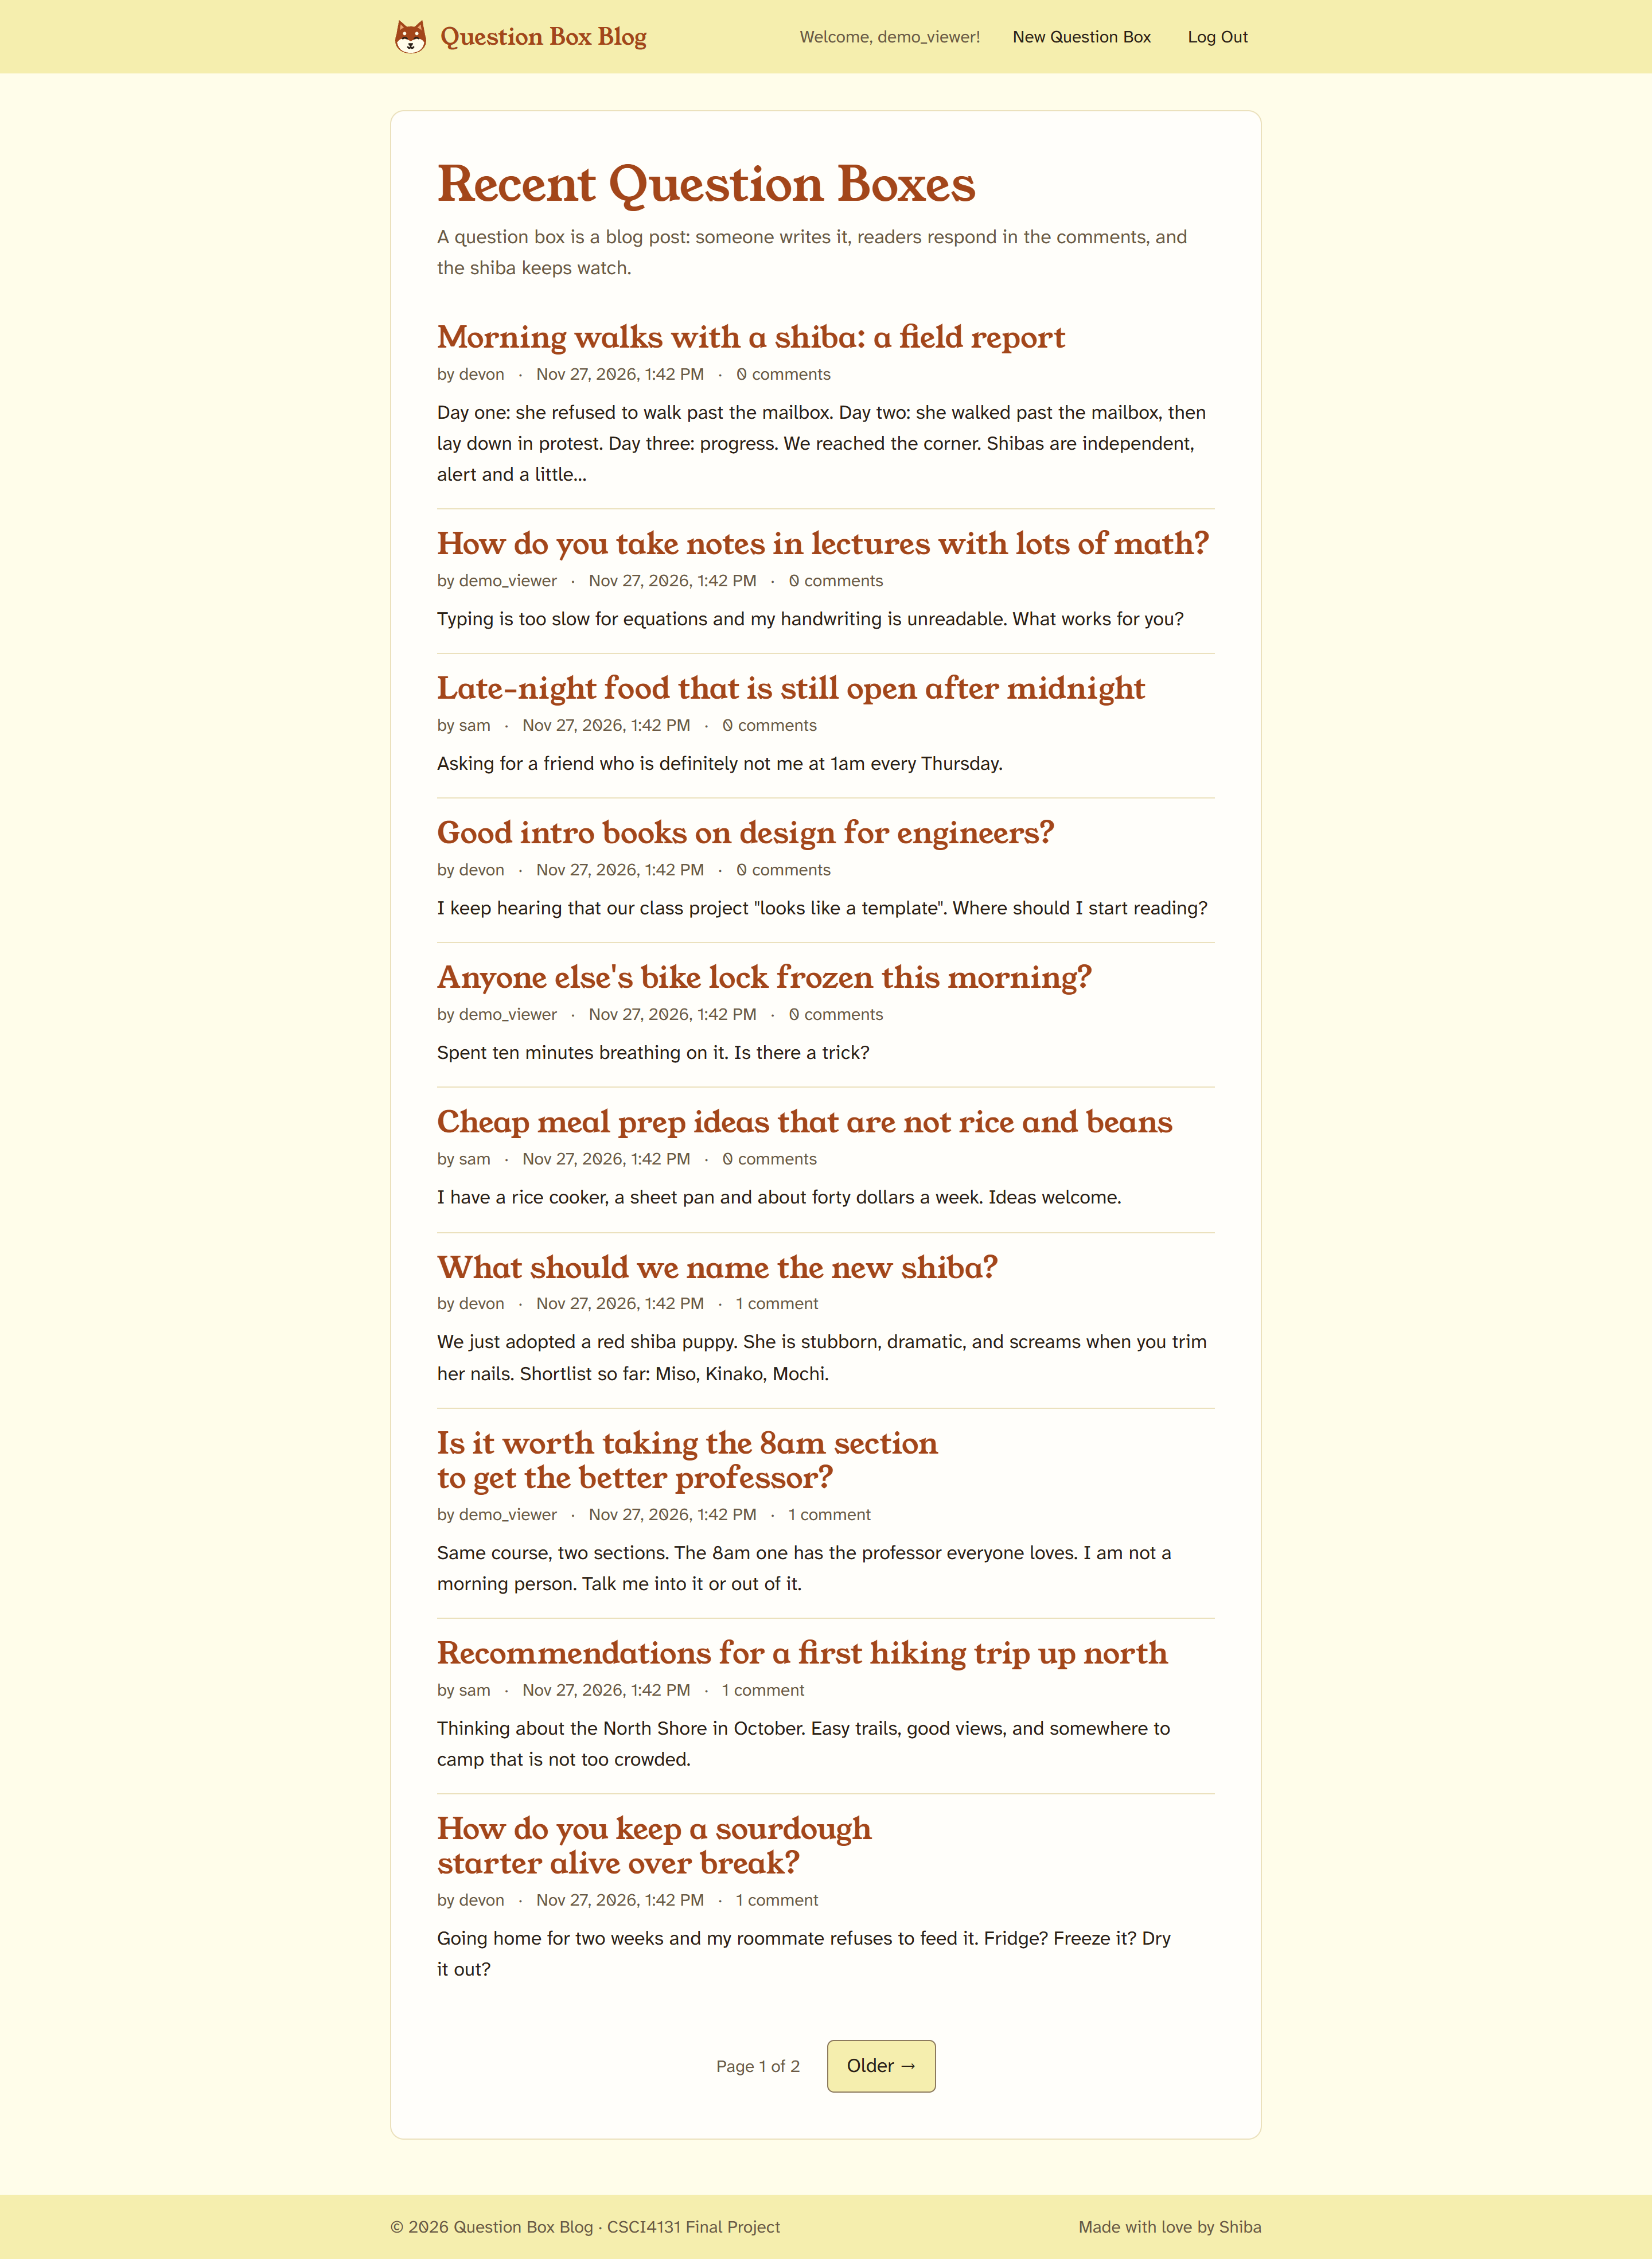 Question Box Blog
Welcome, demo_viewer!
New Question Box
Log Out
Recent Question Boxes
A question box is a blog post: someone writes it, readers respond in the comments, and
the shiba keeps watch.
Morning walks with a shiba: a field report
by devon · Nov 27, 2026, 1:42 PM · 0 comments
Day one: she refused to walk past the mailbox. Day two: she walked past the mailbox, then
lay down in protest. Day three: progress. We reached the corner. Shibas are independent,
alert and a little...
How do you take notes in lectures with lots of math?
by demo_viewer · Nov 27, 2026, 1:42 PM · 0 comments
Typing is too slow for equations and my handwriting is unreadable. What works for you?
Late-night food that is still open after midnight
by sam · Nov 27, 2026, 1:42 PM · 0 comments
Asking for a friend who is definitely not me at 1am every Thursday.
Good intro books on design for engineers?
by devon · Nov 27, 2026, 1:42 PM · 0 comments
I keep hearing that our class project "looks like a template". Where should I start reading?
Anyone else's bike lock frozen this morning?
by demo_viewer · Nov 27, 2026, 1:42 PM · 0 comments
Spent ten minutes breathing on it. Is there a trick?
Cheap meal prep ideas that are not rice and beans
by sam · Nov 27, 2026, 1:42 PM · 0 comments
I have a rice cooker, a sheet pan and about forty dollars a week. Ideas welcome.
What should we name the new shiba?
by devon · Nov 27, 2026, 1:42 PM · 1 comment
We just adopted a red shiba puppy. She is stubborn, dramatic, and screams when you trim
her nails. Shortlist so far: Miso, Kinako, Mochi.
Is it worth taking the 8am section
to get the better professor?
by demo_viewer · Nov 27, 2026, 1:42 PM · 1 comment
Same course, two sections. The 8am one has the professor everyone loves. I am not a
morning person. Talk me into it or out of it.
Recommendations for a first hiking trip up north
by sam · Nov 27, 2026, 1:42 PM · 1 comment
Thinking about the North Shore in October. Easy trails, good views, and somewhere to
camp that is not too crowded.
How do you keep a sourdough
starter alive over break?
by devon · Nov 27, 2026, 1:42 PM · 1 comment
Going home for two weeks and my roommate refuses to feed it. Fridge? Freeze it? Dry
it out?
Page 1 of 2
Older →
© 2026 Question Box Blog · CSCI4131 Final Project
Made with love by Shiba